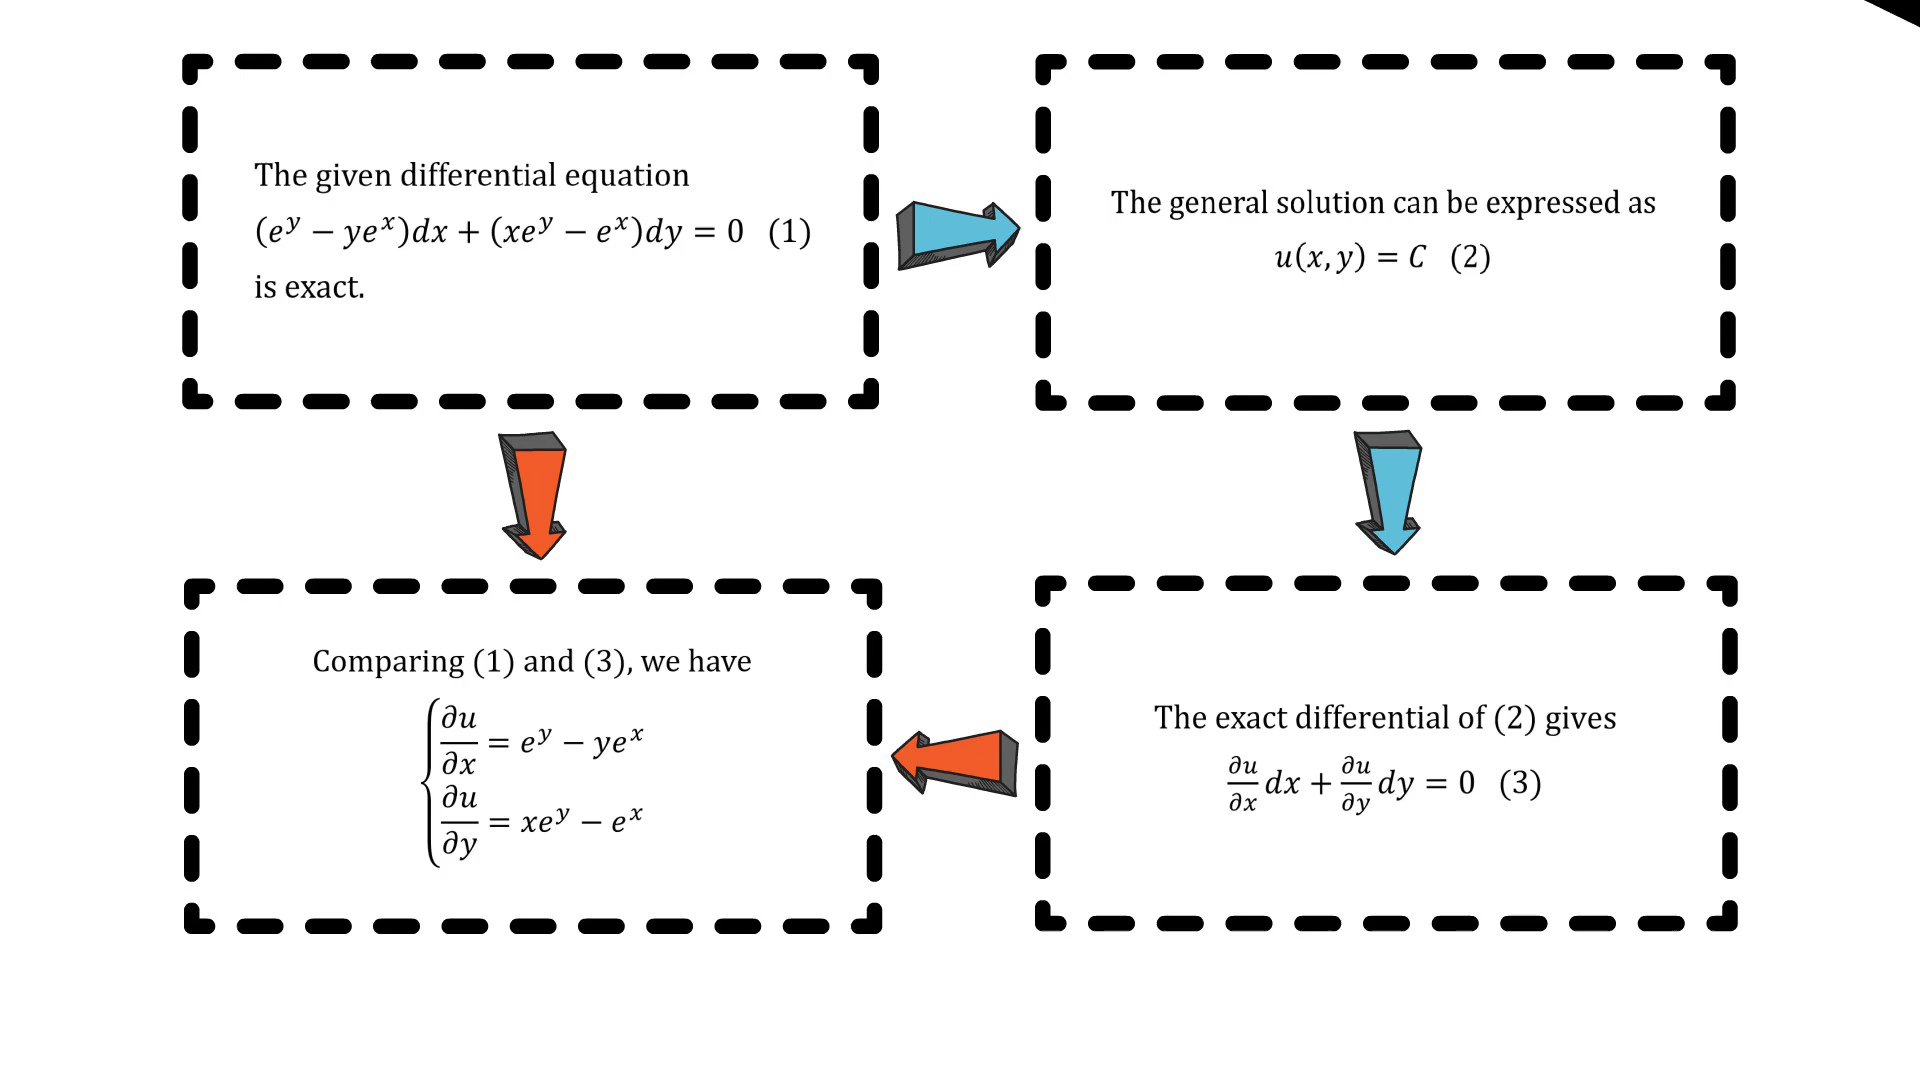 The given differential equation
(e^y − ye^x)dx + (xe^y − e^x)dy = 0 (1)
is exact.
The general solution can be expressed as
u(x, y) = C (2)
Comparing (1) and (3), we have
∂u/∂x = e^y − ye^x
∂u/∂y = xe^y − e^x
The exact differential of (2) gives
∂u/∂x dx + ∂u/∂y dy = 0 (3)